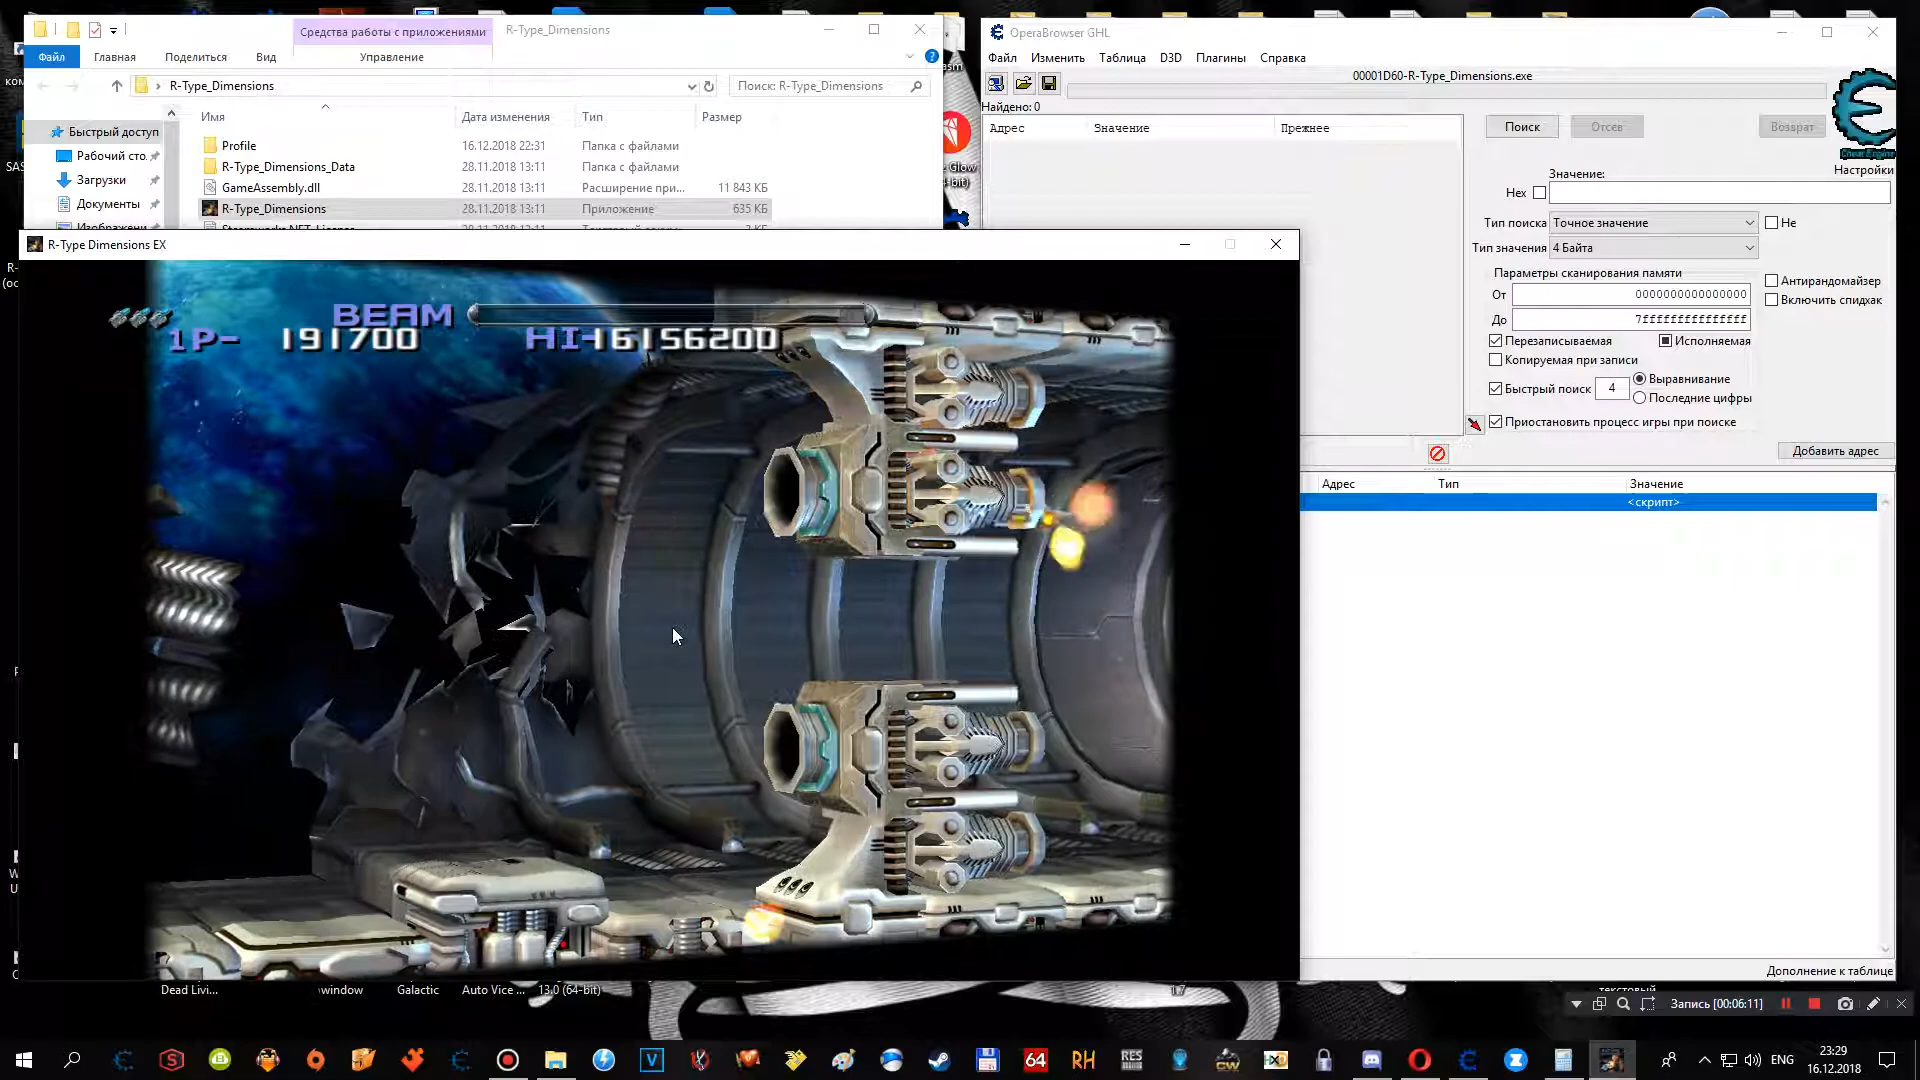 Средства работы с приложениями
R-Type_Dimensions
Файл
Главная
Поделиться
Вид
Управление
R-Type_Dimensions
Поиск: R-Type_Dimensions
Имя
Дата изменения
Тип
Размер
Быстрый доступ
Рабочий сто.
Загрузки
Документы
Profile
16.12.2018 22:31
Папка с файлами
R-Type_Dimensions_Data
28.11.2018 13:11
Папка с файлами
GameAssembly.dll
28.11.2018 13:11
Расширение при...
11 843 КБ
R-Type_Dimensions
28.11.2018 13:11
Приложение
635 КБ
R-Type Dimensions EX
BEAM
1P- 191700
HI-16156200
OperaBrowser GHL
Файл
Изменить
Таблица
D3D
Плагины
Справка
00001D60-R-Type_Dimensions.exe
Найдено: 0
Адрес
Значение
Прежнее
Поиск
Отсев
Возврат
Cheat Engine
Настройки
Значение:
Hex
Тип поиска
Точное значение
Не
Тип значения
4 Байта
Параметры сканирования памяти
От
0000000000000000
До
7fffffffffffffff
Антирандомайзер
Включить спидхак
Перезаписываемая
Исполняемая
Копируемая при записи
Быстрый поиск
4
Выравнивание
Последние цифры
Приостановить процесс игры при поиске
Добавить адрес
Адрес
Тип
Значение
<скрипт>
Дополнение к таблице
Dead Livi...
window
Galactic
Auto Vice ...
13.0 (64-bit)
Запись [00:06:11]
64
RH
RES
CW
ENG
23:29
16.12.2018